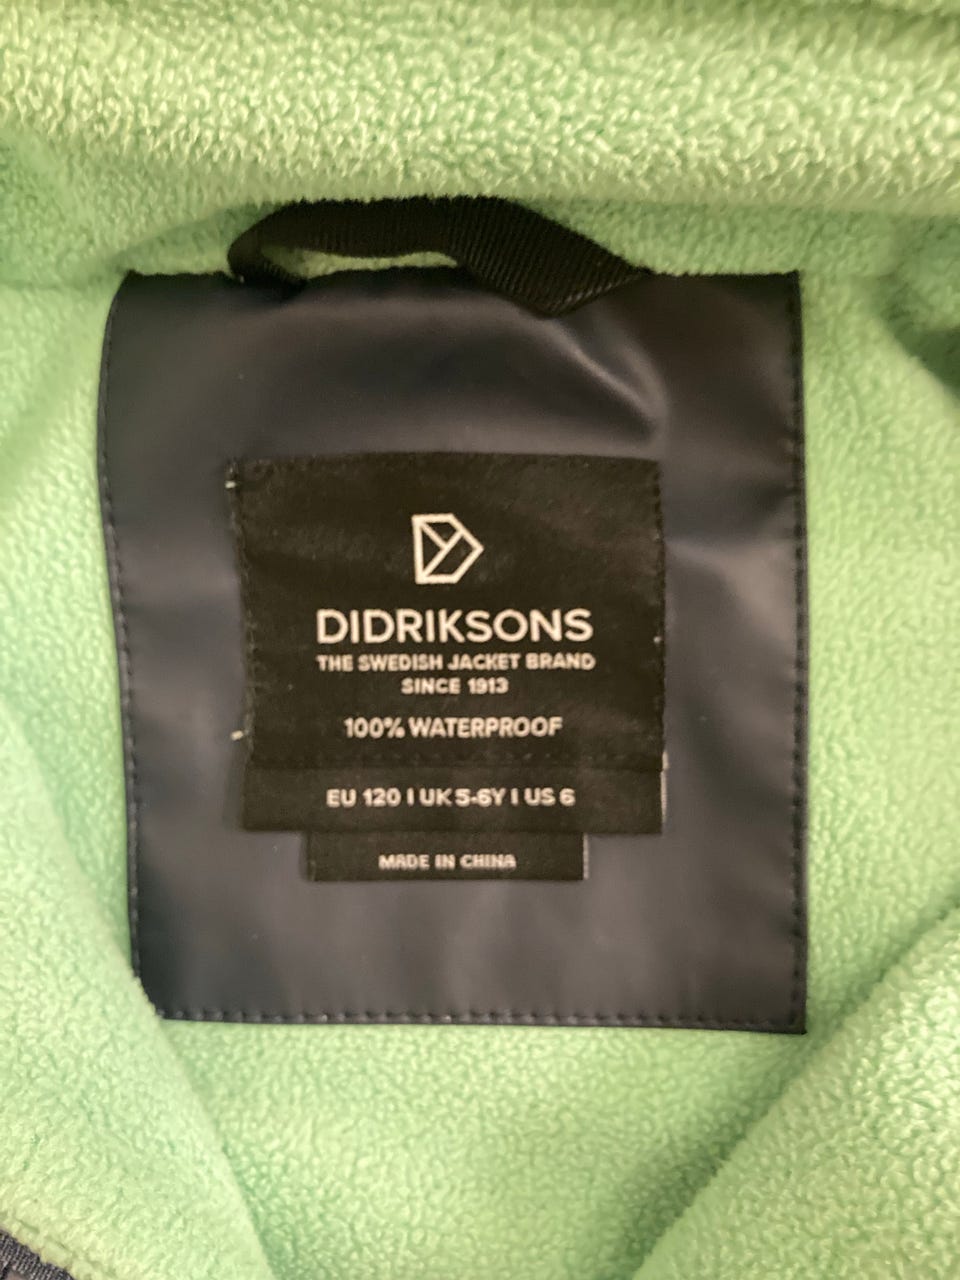 DIDRIKSONS
THE SWEDISH JACKET BRAND
SINCE 1913
100% WATERPROOF
EU 120 I UK 5-6Y I US 6
MADE IN CHINA